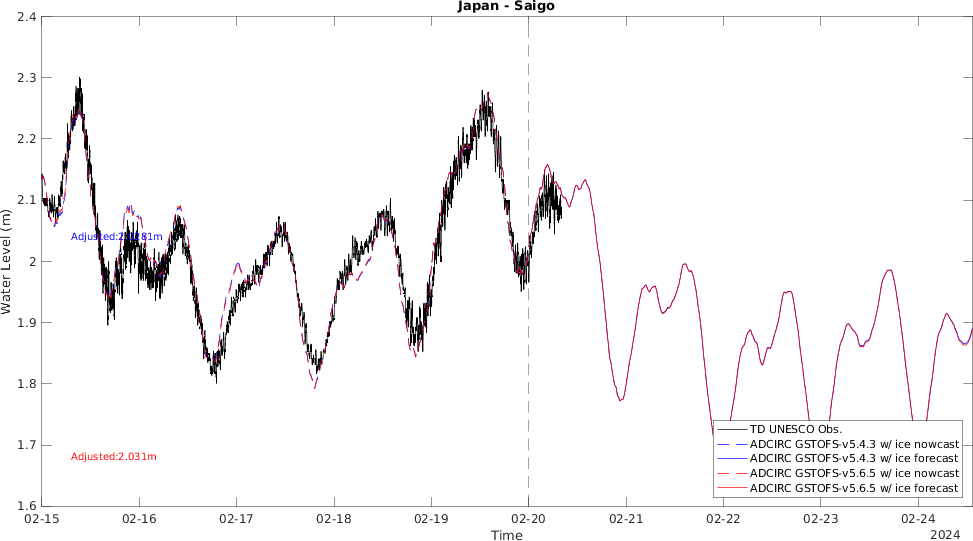 Japan - Saigo
2.4
2.3
2.2
2.1
2
1.9
1.8
1.7
1.6
Water Level (m)
Adjusted:2.0281m
Adjusted:2.031m
TD UNESCO Obs.
ADCIRC GSTOFS-v5.4.3 w/ ice nowcast
ADCIRC GSTOFS-v5.4.3 w/ ice forecast
ADCIRC GSTOFS-v5.6.5 w/ ice nowcast
ADCIRC GSTOFS-v5.6.5 w/ ice forecast
02-15 02-16 02-17 02-18 02-19 02-20 02-21 02-22 02-23 02-24
Time
2024